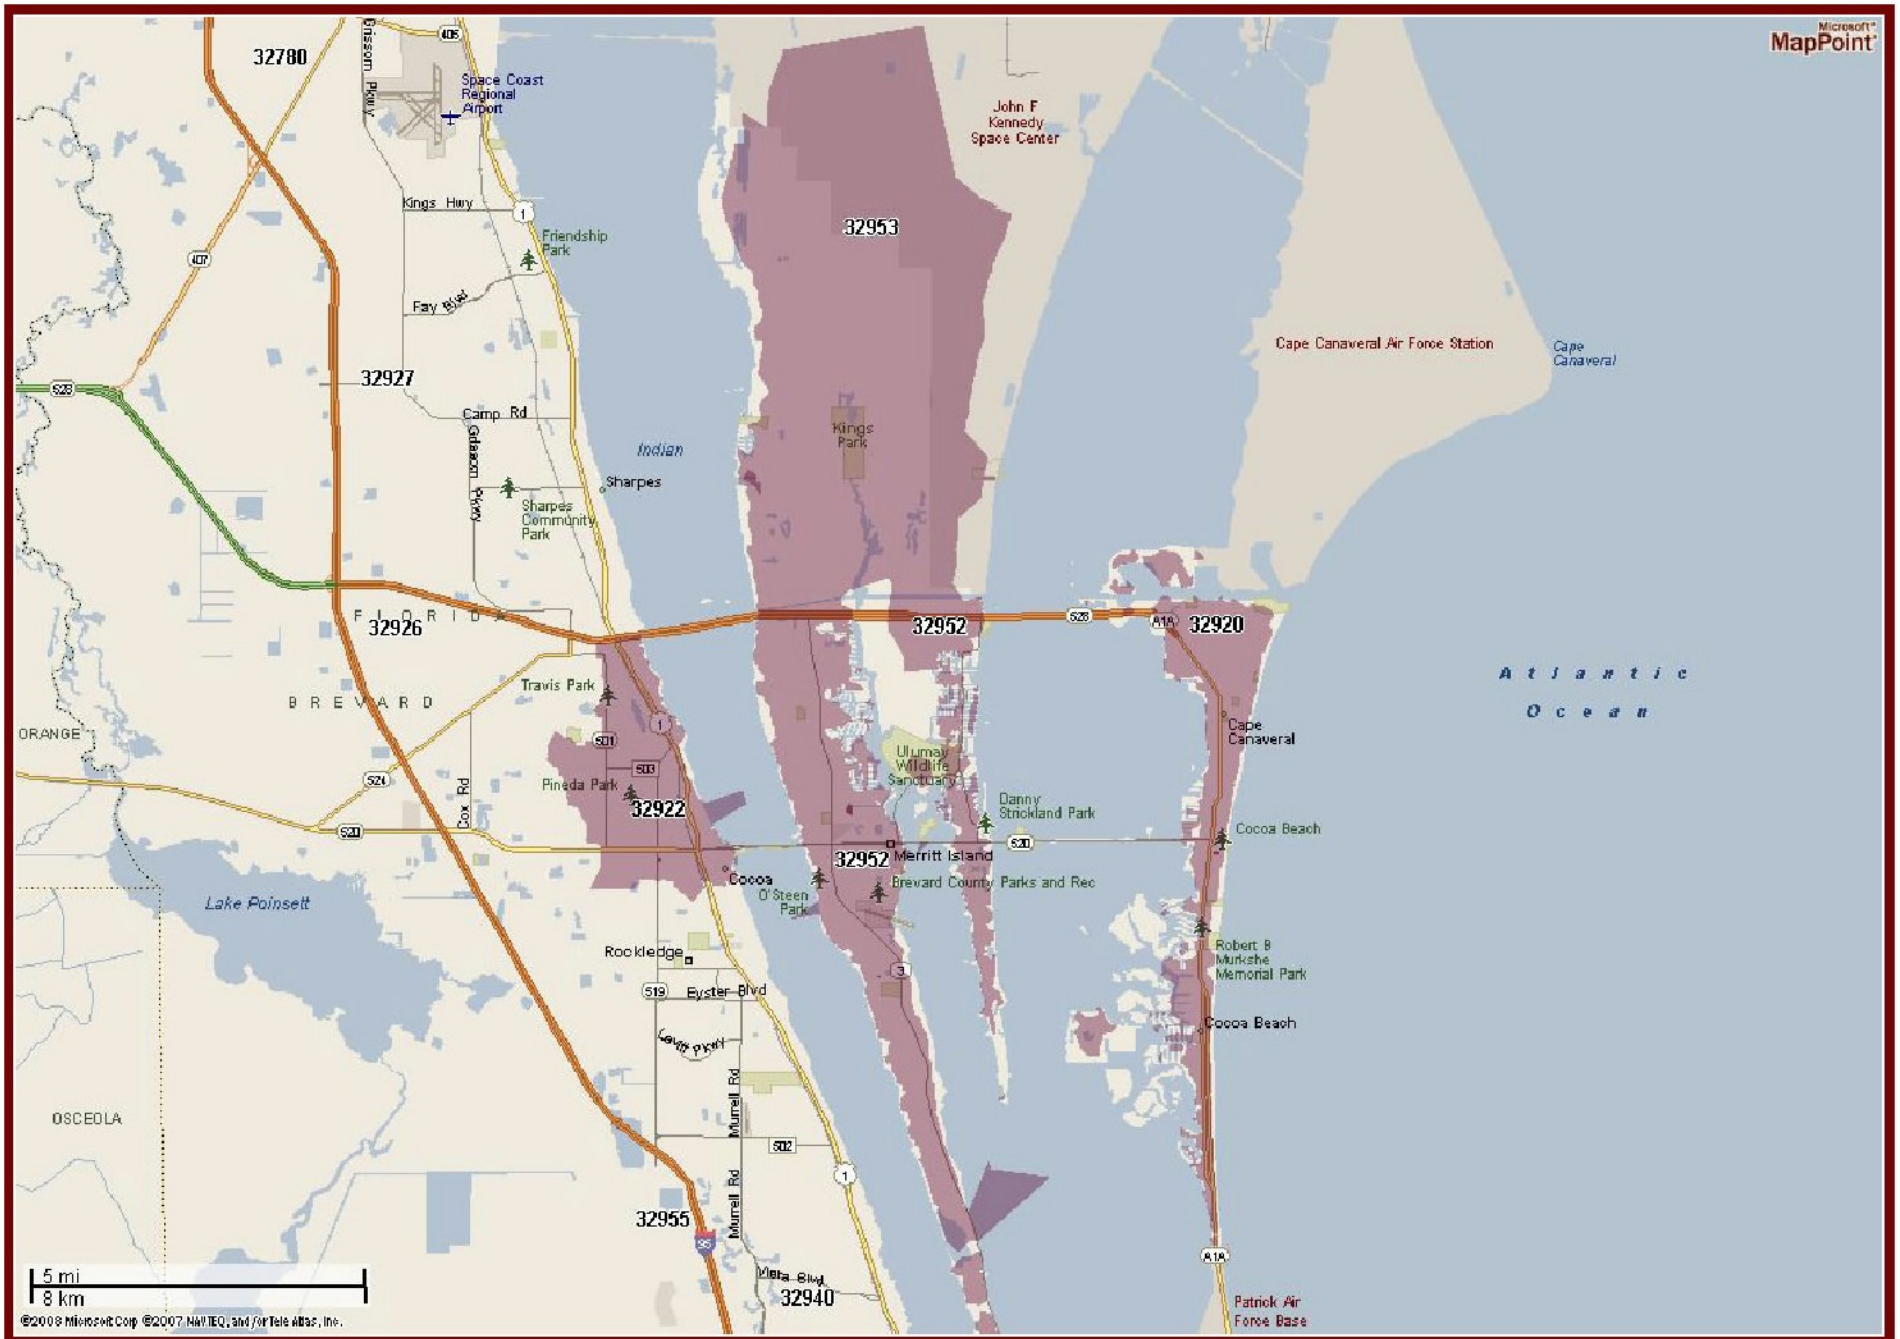 Microsoft
MapPoint
32780
405
Grissom Pkwy
Space Coast
Regional
Airport
John F
Kennedy
Space Center
Kings Hwy
1
32953
Friendship
Park
407
Fay Blvd
Cape Canaveral Air Force Station
Cape
Canaveral
32927
528
Camp Rd
Kings
Park
Indian
Sharpes
Sharpes
Community
Park
FLORIDA
32926
32952
528
A1A
32920
Travis Park
BREVARD
1
Atlantic
Ocean
ORANGE
501
Cape
Canaveral
Ulumay
Wildlife
Sanctuary
503
524
Pineda Park
Cox Rd
32922
Danny
Strickland Park
520
520
Cocoa Beach
32952
Merritt Island
Cocoa
Brevard County Parks and Rec
O'Steen
Park
Lake Poinsett
Rockledge
3
Robert B
Murkshe
Memorial Park
519
Eyster Blvd
Cocoa Beach
Levitt Pkwy
Murrell Rd
OSCEOLA
502
1
Murrell Rd
32955
95
A1A
5 mi
8 km
Viera Blvd
32940
Patrick Air
Force Base
©2008 Microsoft Corp ©2007 NAVTEQ, and/or Tele Atlas, Inc.